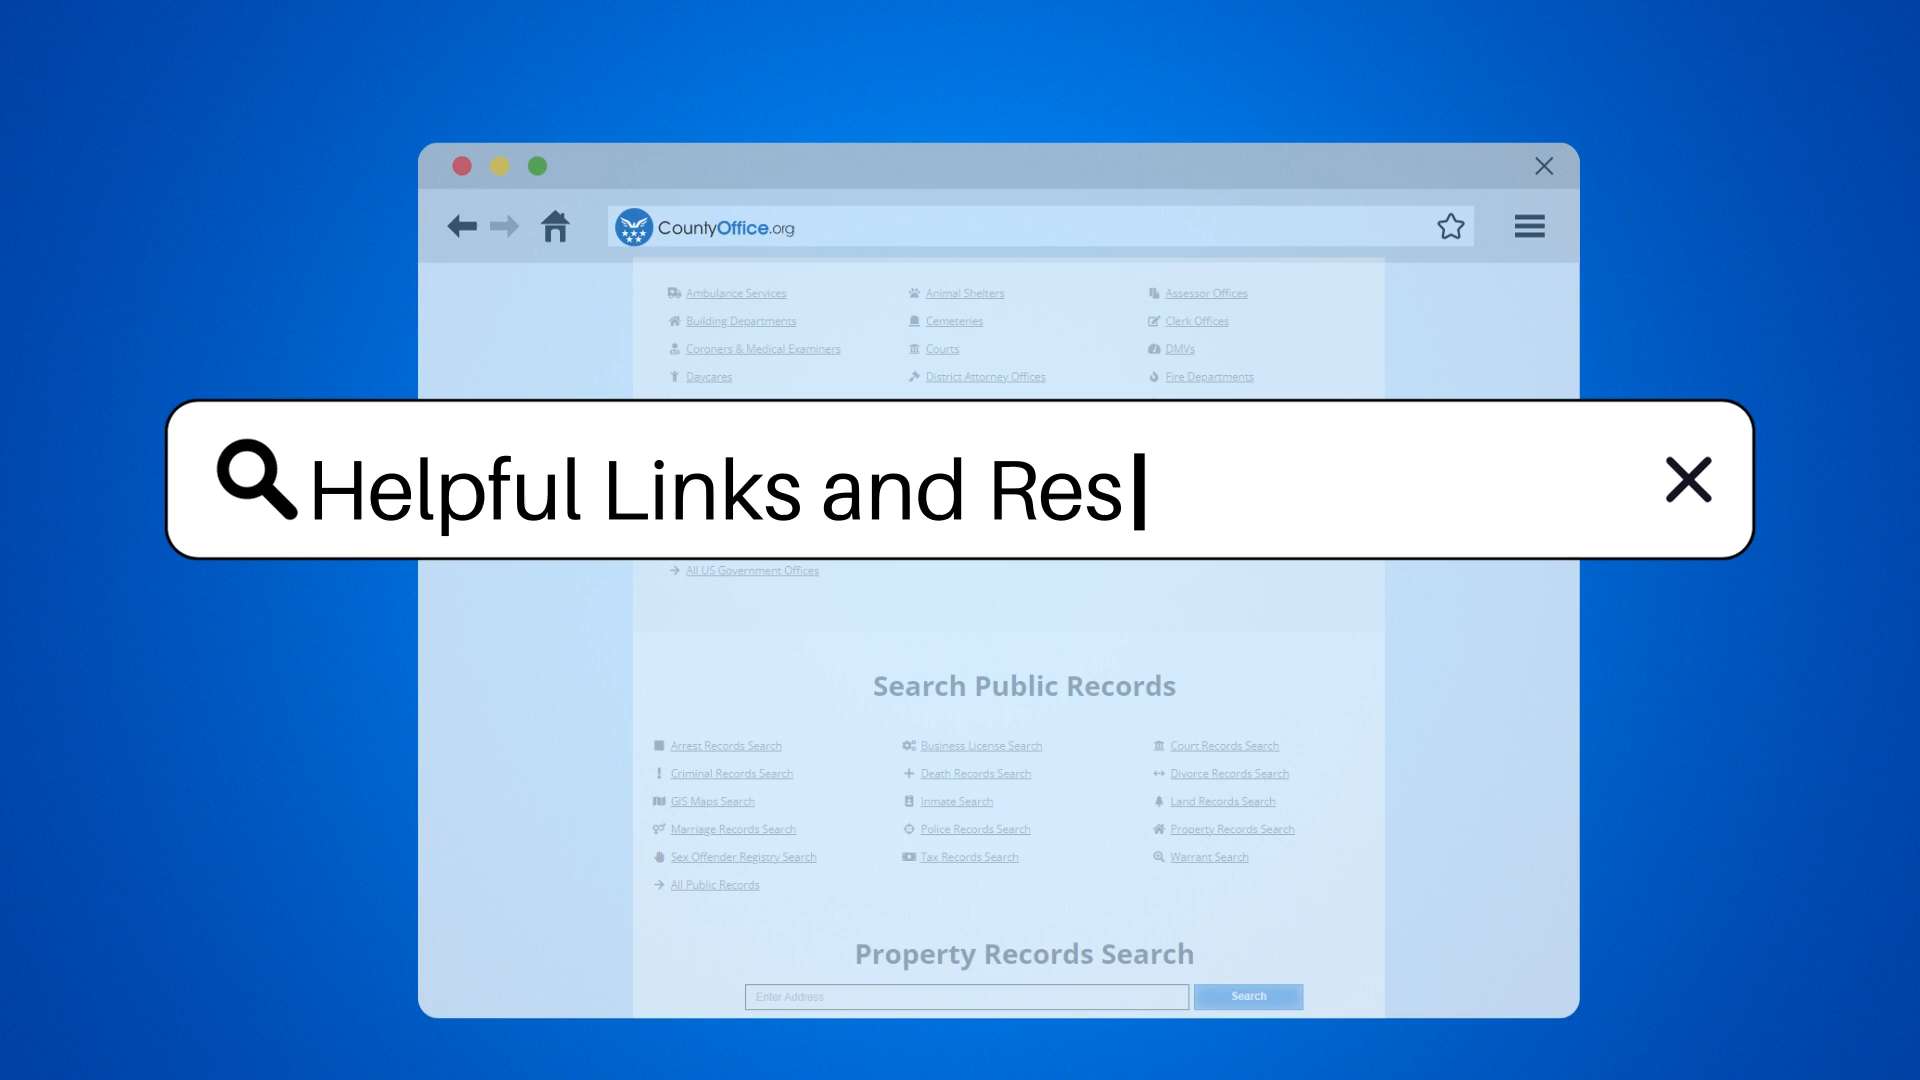 CountyOffice.org
Ambulance Services Animal Shelters Assessor Offices
Building Departments Cemeteries Clerk Offices
Coroners & Medical Examiners Courts DMVs
Daycares District Attorney Offices Fire Departments
Helpful Links and Res
All US Government Offices
Search Public Records
Arrest Records Search Business License Search Court Records Search
Criminal Records Search Death Records Search Divorce Records Search
GIS Maps Search Inmate Search Land Records Search
Marriage Records Search Police Records Search Property Records Search
Sex Offender Registry Search Tax Records Search Warrant Search
All Public Records
Property Records Search
Enter Address Search